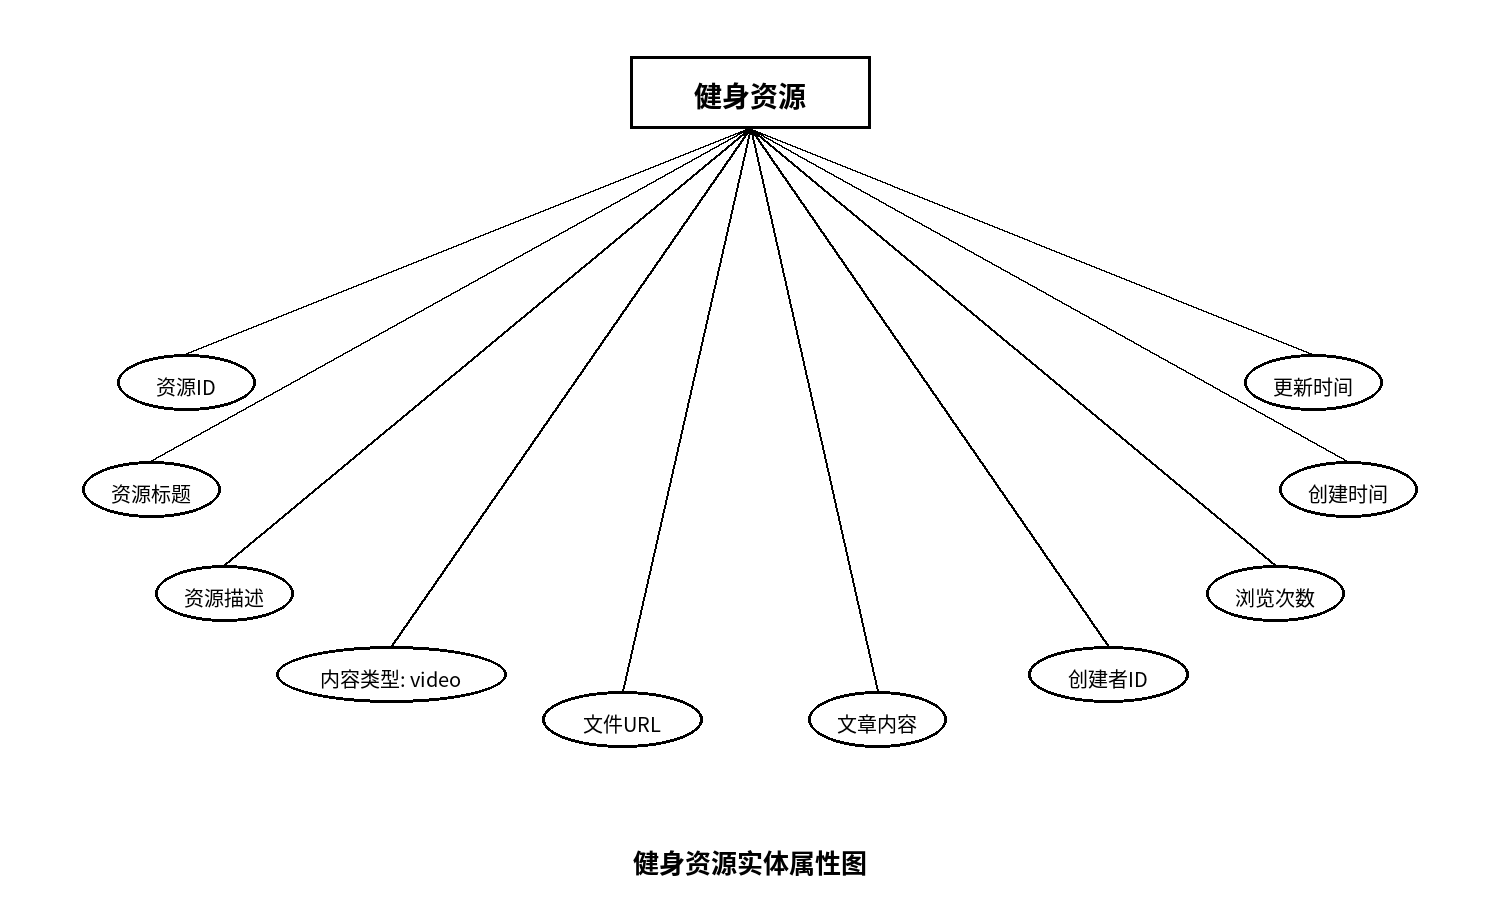 健身资源
资源ID
更新时间
资源标题
创建时间
资源描述
浏览次数
内容类型: video
创建者ID
文件URL
文章内容
健身资源实体属性图